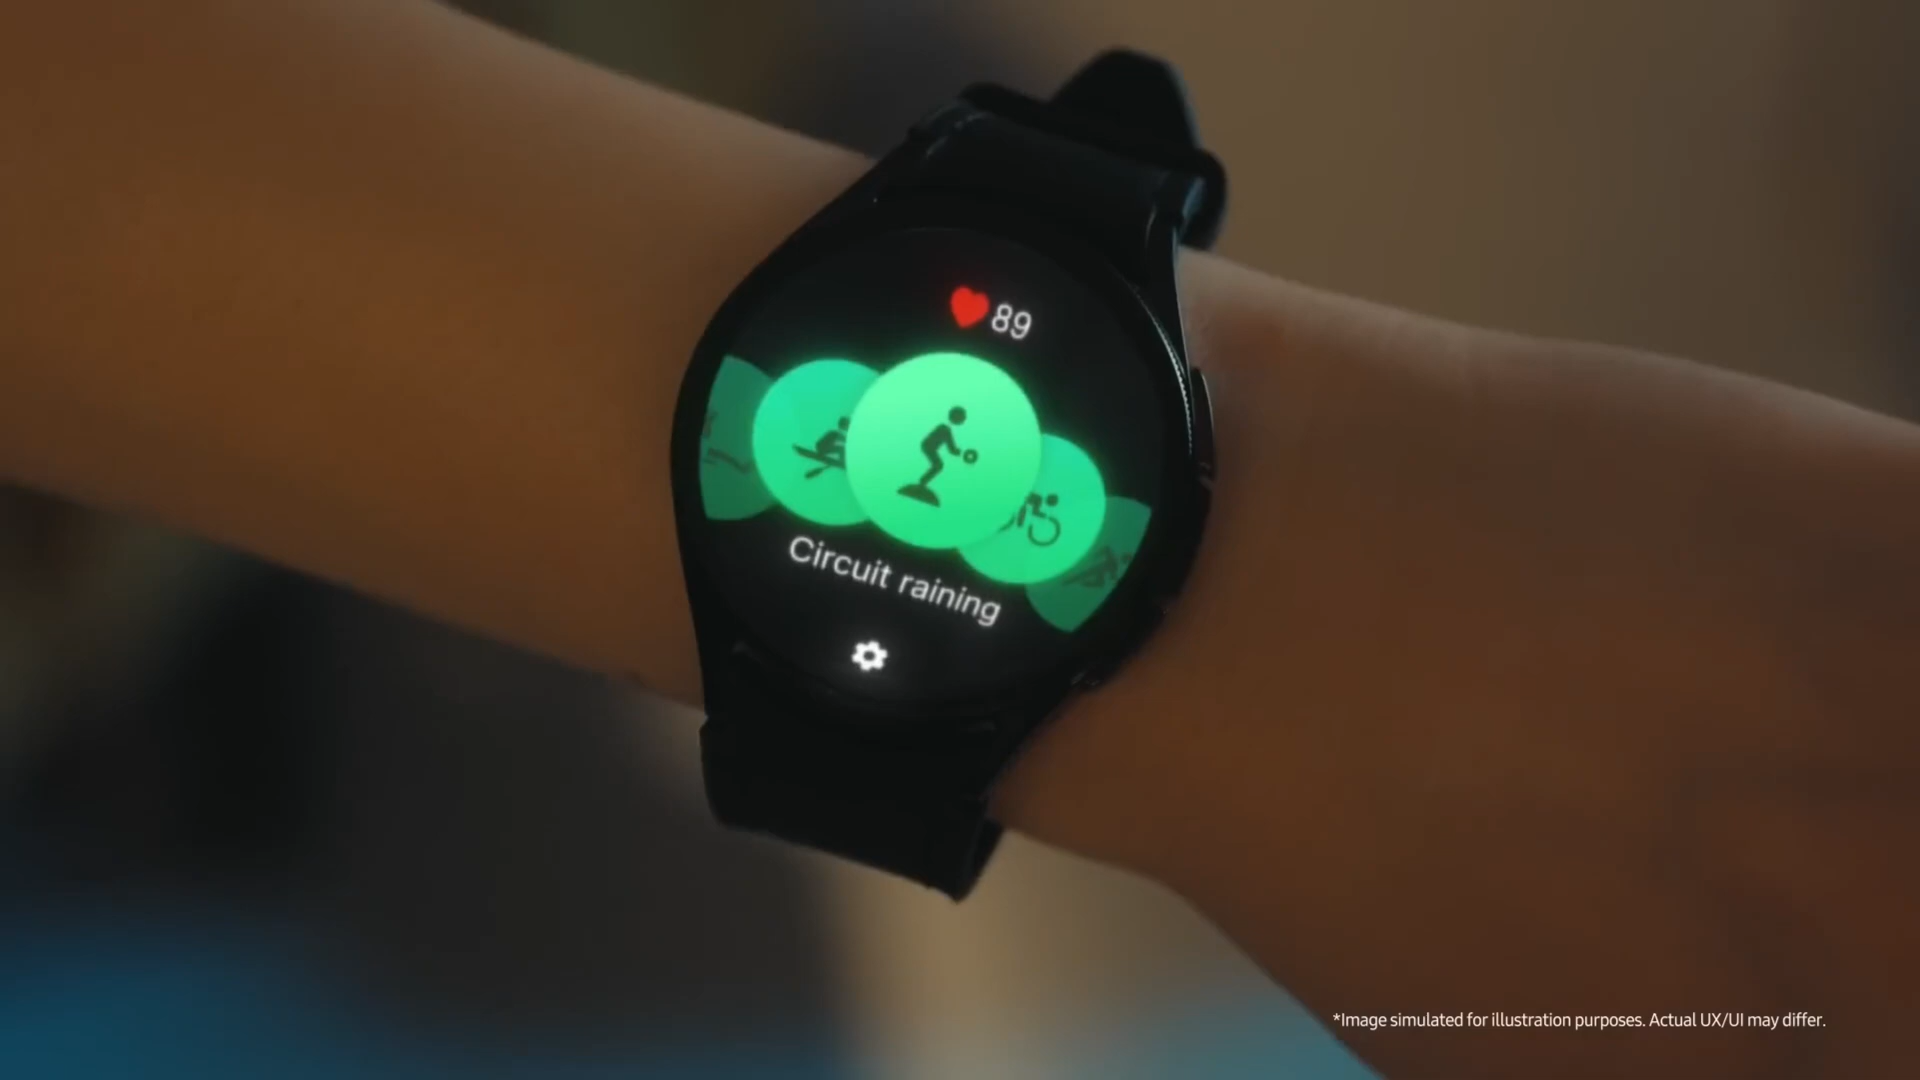 89
Circuit raining
*Image simulated for illustration purposes. Actual UX/UI may differ.